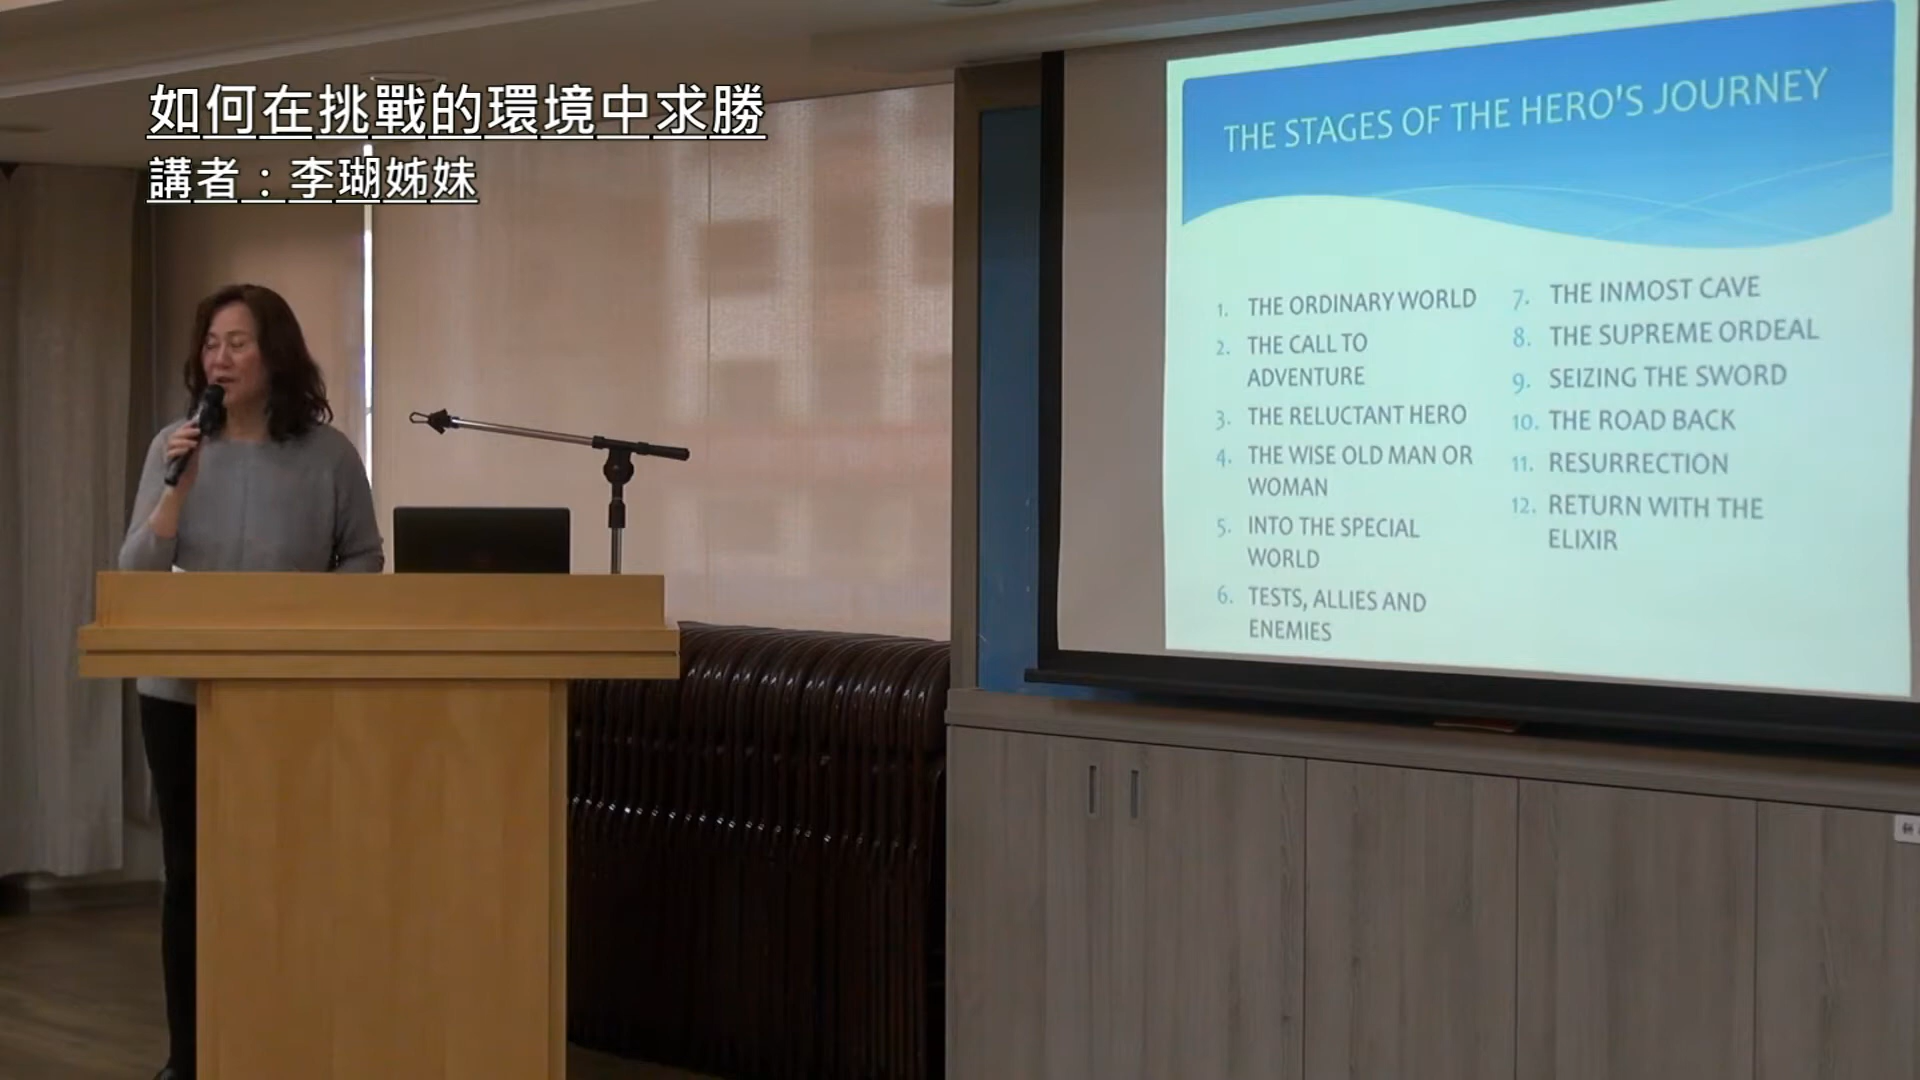 如何在挑戰的環境中求勝
講者：李瑚姊妹
THE STAGES OF THE HERO'S JOURNEY
1. THE ORDINARY WORLD
2. THE CALL TO
ADVENTURE
3. THE RELUCTANT HERO
4. THE WISE OLD MAN OR
WOMAN
5. INTO THE SPECIAL
WORLD
6. TESTS, ALLIES AND
ENEMIES
7. THE INMOST CAVE
8. THE SUPREME ORDEAL
9. SEIZING THE SWORD
10. THE ROAD BACK
11. RESURRECTION
12. RETURN WITH THE
ELIXIR